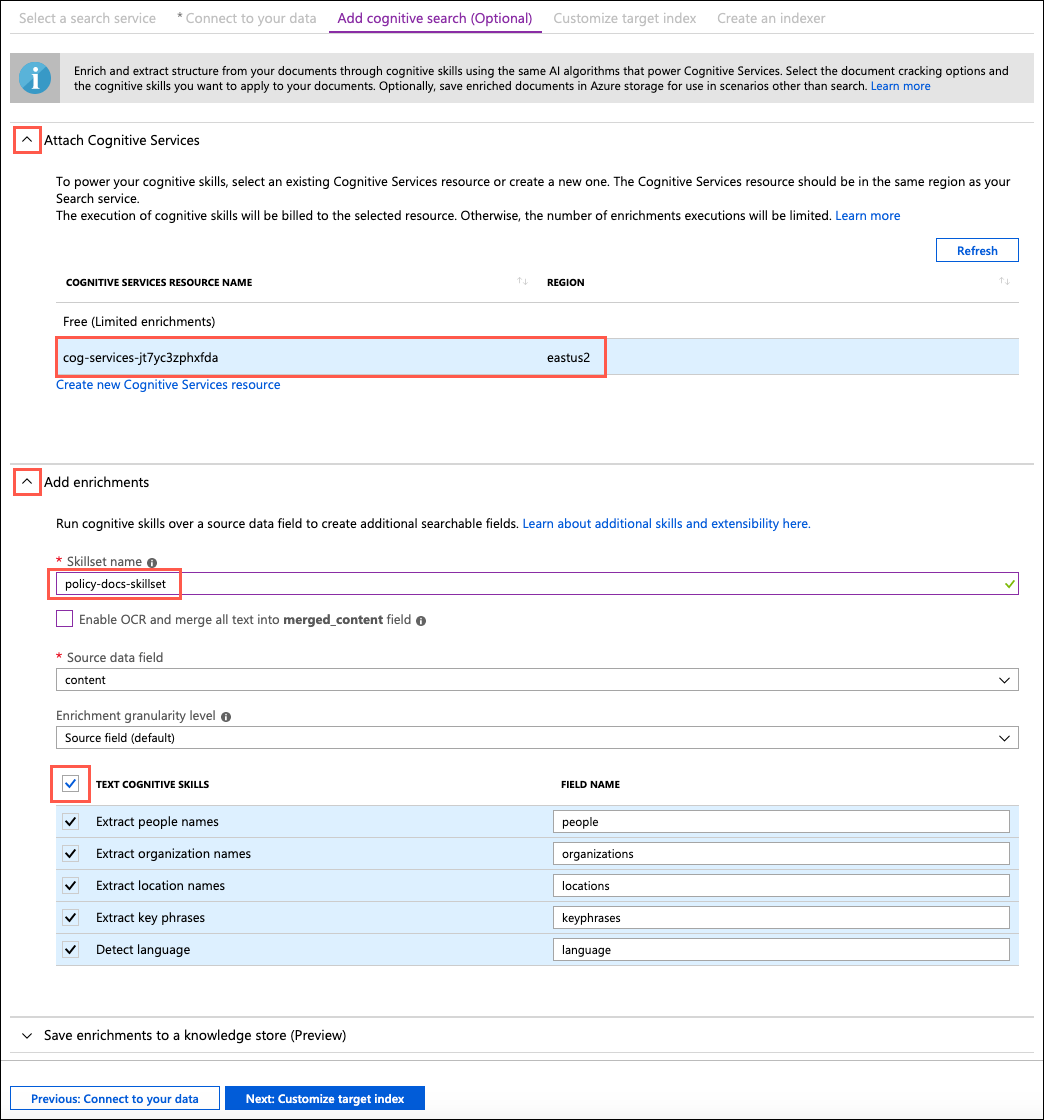 Select a search service * Connect to your data Add cognitive search (Optional) Customize target index Create an indexer
Enrich and extract structure from your documents through cognitive skills using the same AI algorithms that power Cognitive Services. Select the document cracking options and
the cognitive skills you want to apply to your documents. Optionally, save enriched documents in Azure storage for use in scenarios other than search. Learn more
Attach Cognitive Services
To power your cognitive skills, select an existing Cognitive Services resource or create a new one. The Cognitive Services resource should be in the same region as your
Search service.
The execution of cognitive skills will be billed to the selected resource. Otherwise, the number of enrichments executions will be limited. Learn more
Refresh
COGNITIVE SERVICES RESOURCE NAME REGION
Free (Limited enrichments)
cog-services-jt7yc3zphxfda eastus2
Create new Cognitive Services resource
Add enrichments
Run cognitive skills over a source data field to create additional searchable fields. Learn about additional skills and extensibility here.
* Skillset name
policy-docs-skillset
Enable OCR and merge all text into merged_content field
* Source data field
content
Enrichment granularity level
Source field (default)
TEXT COGNITIVE SKILLS FIELD NAME
Extract people names people
Extract organization names organizations
Extract location names locations
Extract key phrases keyphrases
Detect language language
Save enrichments to a knowledge store (Preview)
Previous: Connect to your data Next: Customize target index